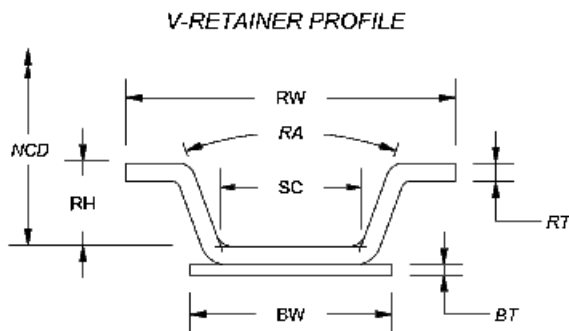 V-RETAINER PROFILE
RW
RA
NCD
SC
RH
RT
BW
BT